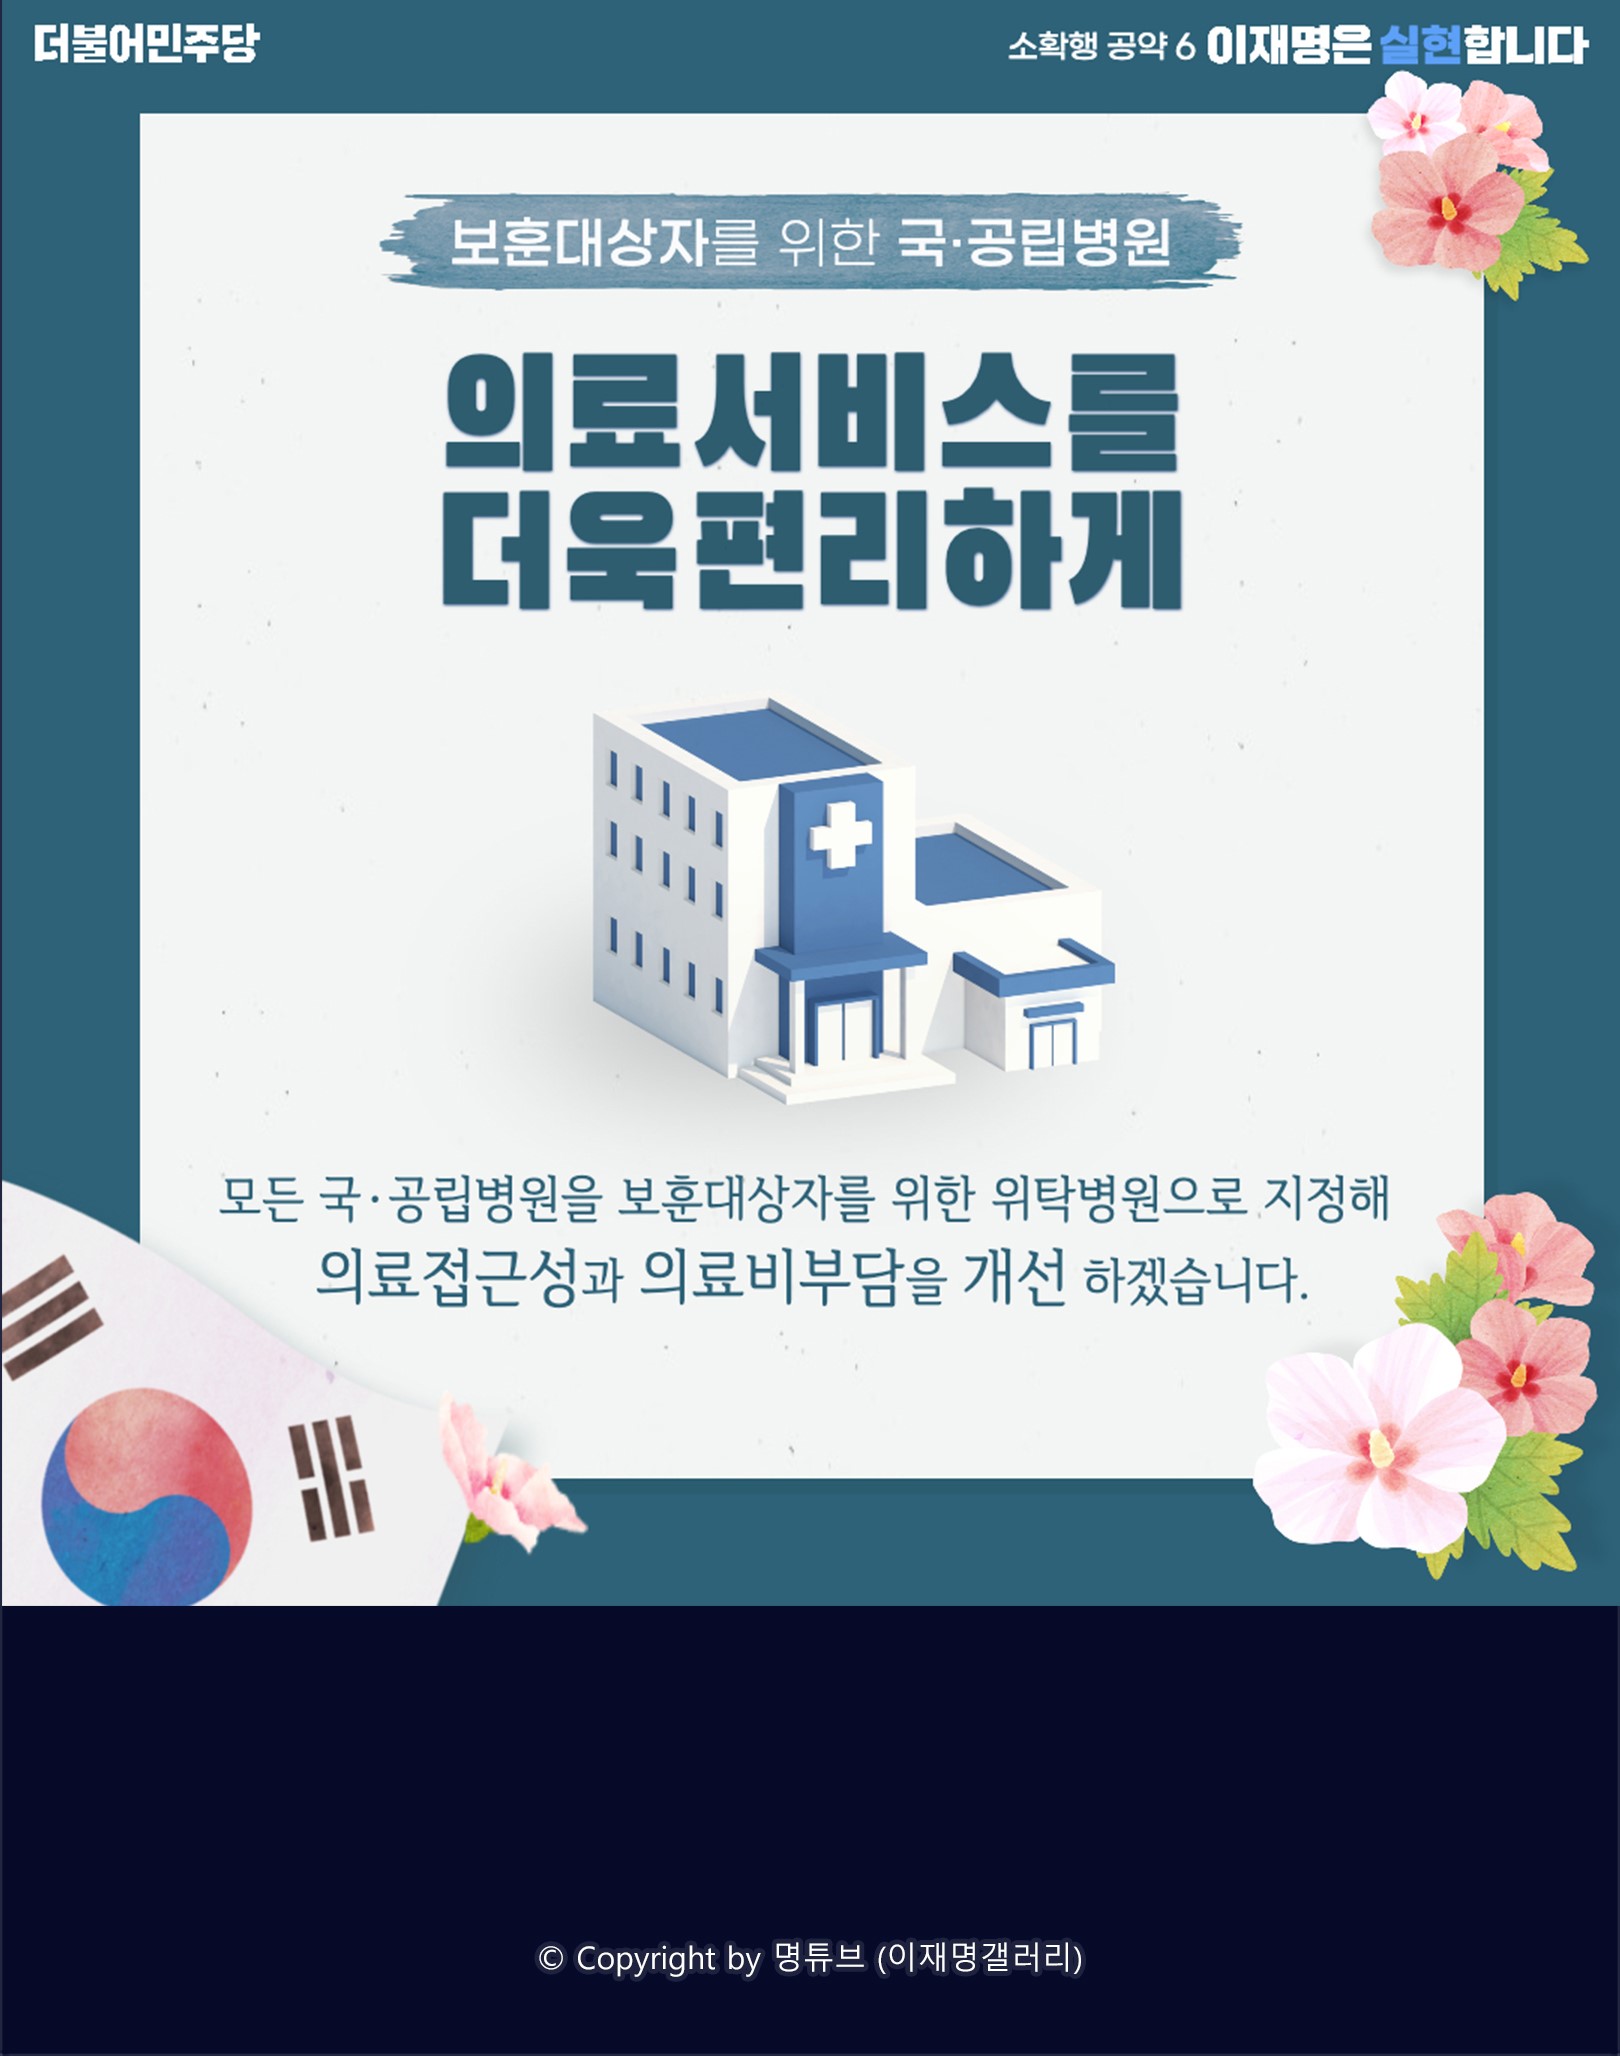 더불어민주당
소확행 공약 6 이재명은 실현합니다
보훈대상자를 위한 국·공립병원
의료서비스를
더욱편리하게
모든 국·공립병원을 보훈대상자를 위한 위탁병원으로 지정해
의료접근성과 의료비부담을 개선 하겠습니다.
© Copyright by 명튜브 (이재명갤러리)